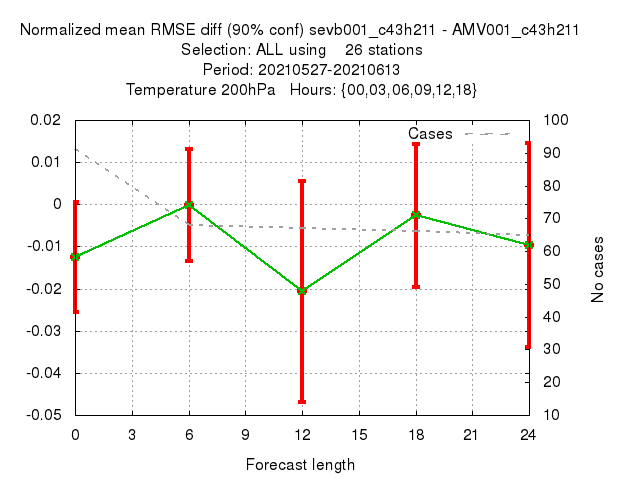 Normalized mean RMSE diff (90% conf) sevb001_c43h211 - AMV001_c43h211
Selection: ALL using 26 stations
Period: 20210527-20210613
Temperature 200hPa Hours: {00,03,06,09,12,18}
Cases
0.02
0.01
0
-0.01
-0.02
-0.03
-0.04
-0.05
100
90
80
70
60
50
40
30
20
10
No cases
0 3 6 9 12 15 18 21 24
Forecast length